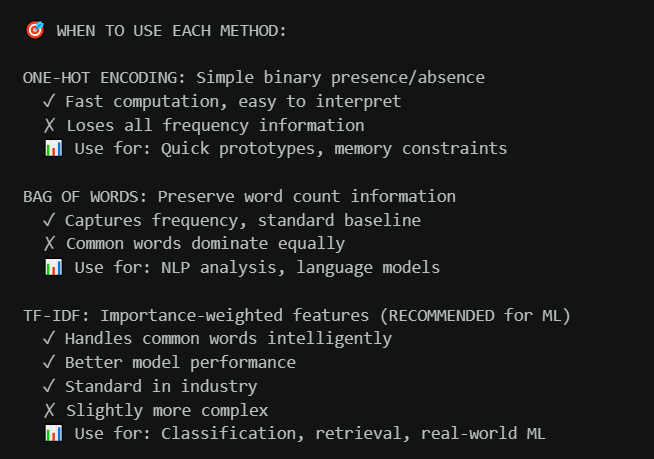 🎯 WHEN TO USE EACH METHOD:
ONE-HOT ENCODING: Simple binary presence/absence
✓ Fast computation, easy to interpret
✗ Loses all frequency information
📊 Use for: Quick prototypes, memory constraints
BAG OF WORDS: Preserve word count information
✓ Captures frequency, standard baseline
✗ Common words dominate equally
📊 Use for: NLP analysis, language models
TF-IDF: Importance-weighted features (RECOMMENDED for ML)
✓ Handles common words intelligently
✓ Better model performance
✓ Standard in industry
✗ Slightly more complex
📊 Use for: Classification, retrieval, real-world ML